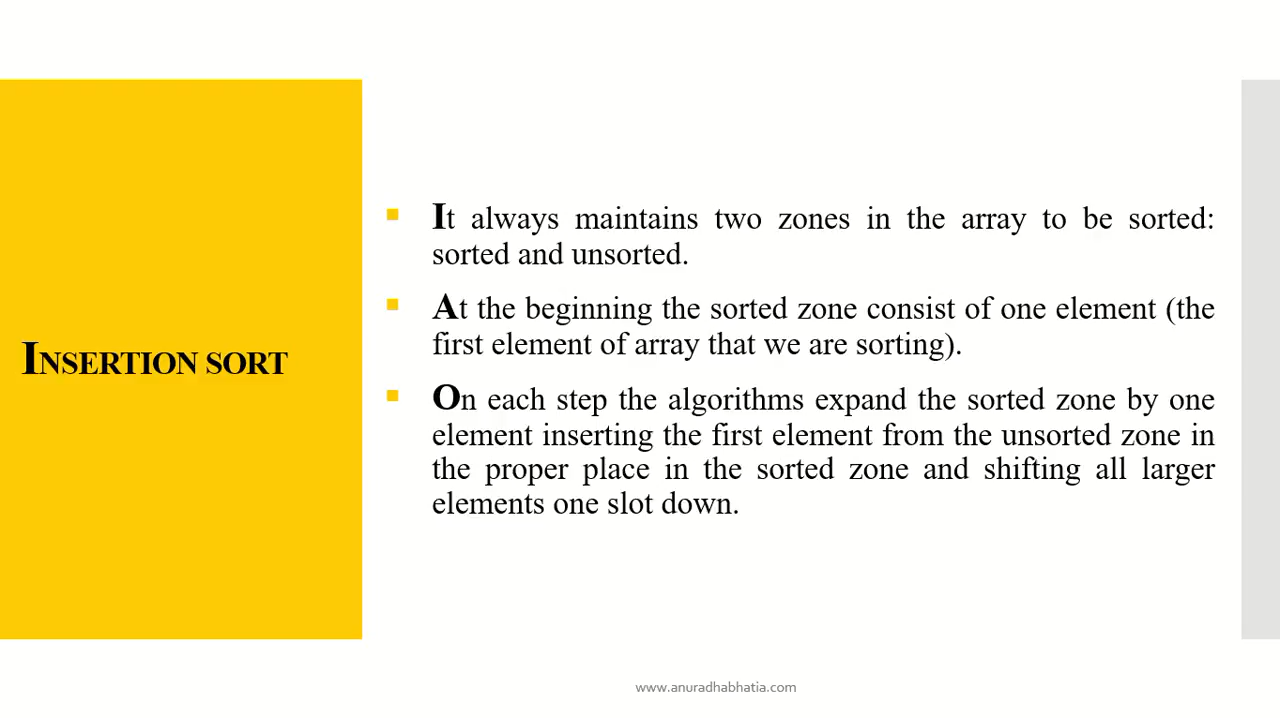 INSERTION SORT
It always maintains two zones in the array to be sorted:
sorted and unsorted.
At the beginning the sorted zone consist of one element (the
first element of array that we are sorting).
On each step the algorithms expand the sorted zone by one
element inserting the first element from the unsorted zone in
the proper place in the sorted zone and shifting all larger
elements one slot down.
www.anuradhabhatia.com